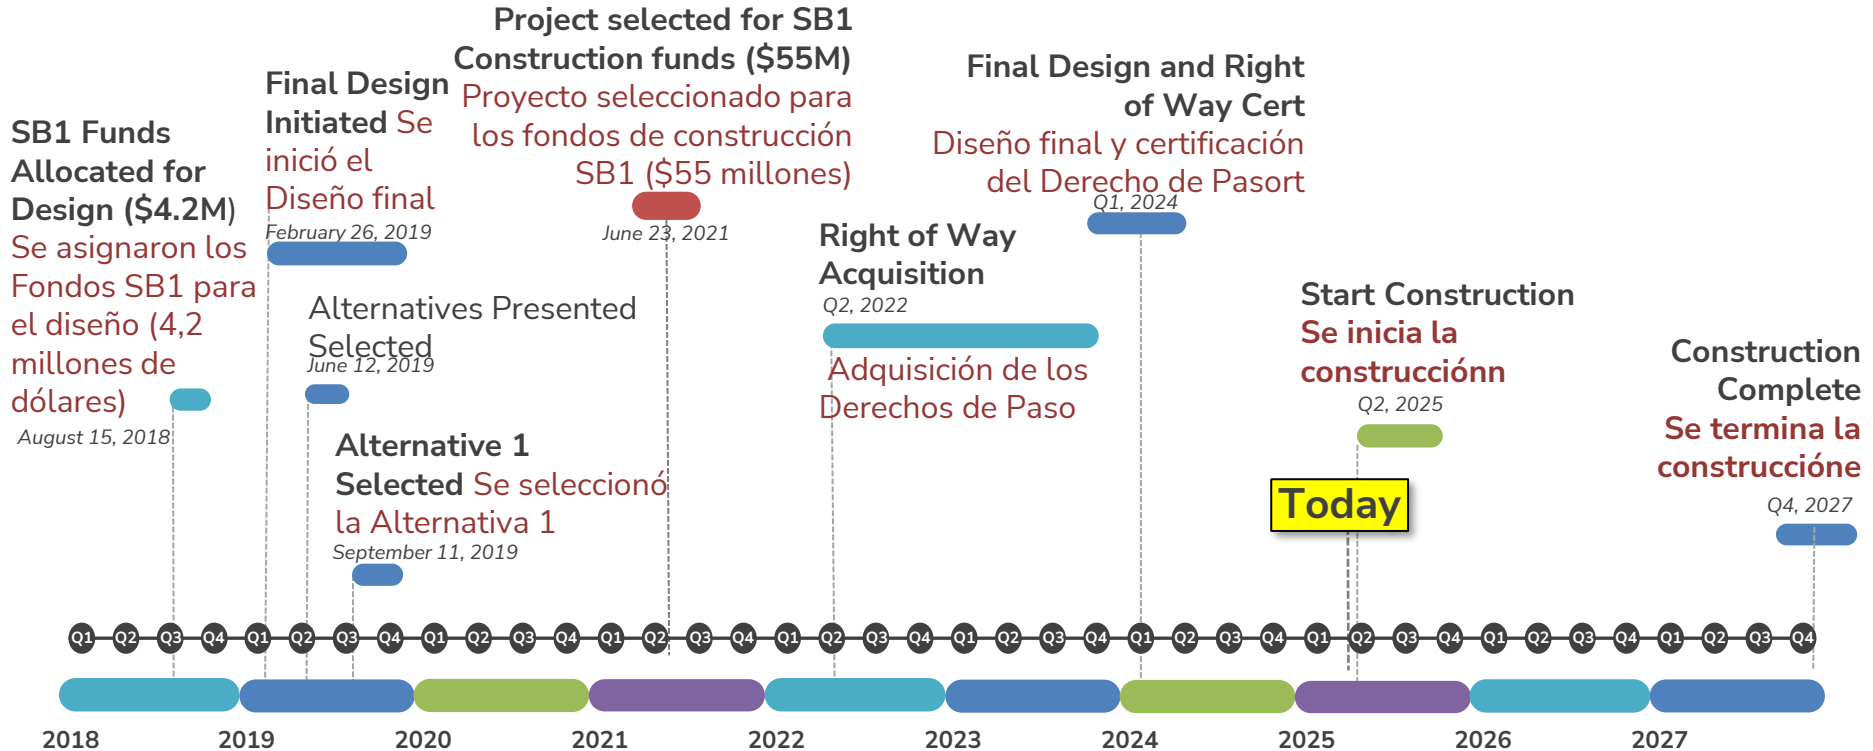 SB1 Funds
Allocated for
Design ($4.2M)
Se asignaron los
Fondos SB1 para
el diseño (4,2
millones de
dólares)
August 15, 2018
Final Design
Initiated Se
inició el
Diseño final
February 26, 2019
Alternatives Presented
Selected
June 12, 2019
Alternative 1
Selected Se seleccionó
la Alternativa 1
September 11, 2019
Project selected for SB1
Construction funds ($55M)
Proyecto seleccionado para
los fondos de construcción
SB1 ($55 millones)
June 23, 2021
Right of Way
Acquisition
Q2, 2022
Adquisición de los
Derechos de Paso
Final Design and Right
of Way Cert
Diseño final y certificación
del Derecho de Pasort
Q1, 2024
Start Construction
Se inicia la
construcciónn
Q2, 2025
Today
Construction
Complete
Se termina la
construccióne
Q4, 2027
Q1 Q2 Q3 Q4 Q1 Q2 Q3 Q4 Q1 Q2 Q3 Q4 Q1 Q2 Q3 Q4 Q1 Q2 Q3 Q4 Q1 Q2 Q3 Q4 Q1 Q2 Q3 Q4 Q1 Q2 Q3 Q4 Q1 Q2 Q3 Q4 Q1 Q2 Q3 Q4
2018 2019 2020 2021 2022 2023 2024 2025 2026 2027